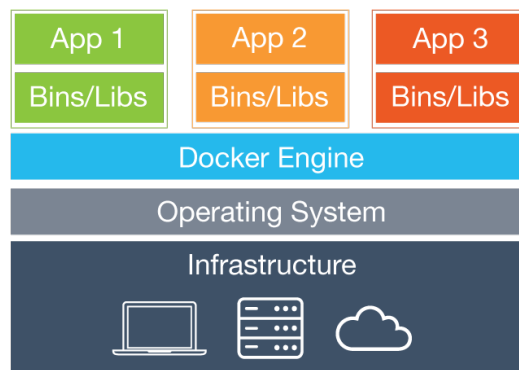 App 1
App 2
App 3
Bins/Libs
Bins/Libs
Bins/Libs
Docker Engine
Operating System
Infrastructure